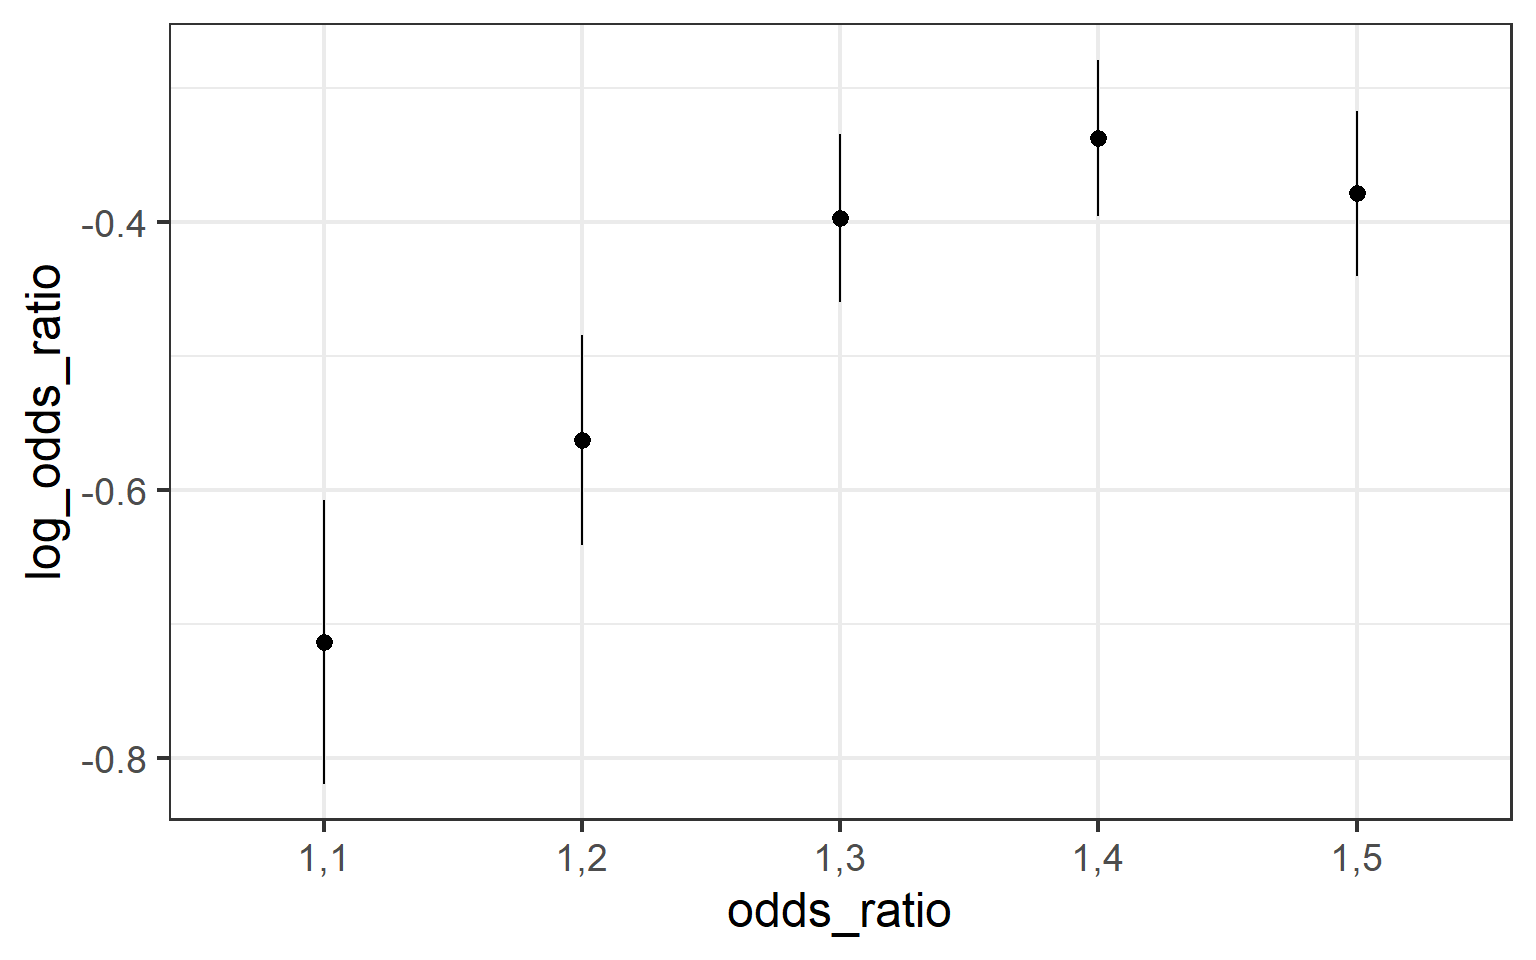 log_odds_ratio
-0.4
-0.6
-0.8
1,1 1,2 1,3 1,4 1,5
odds_ratio